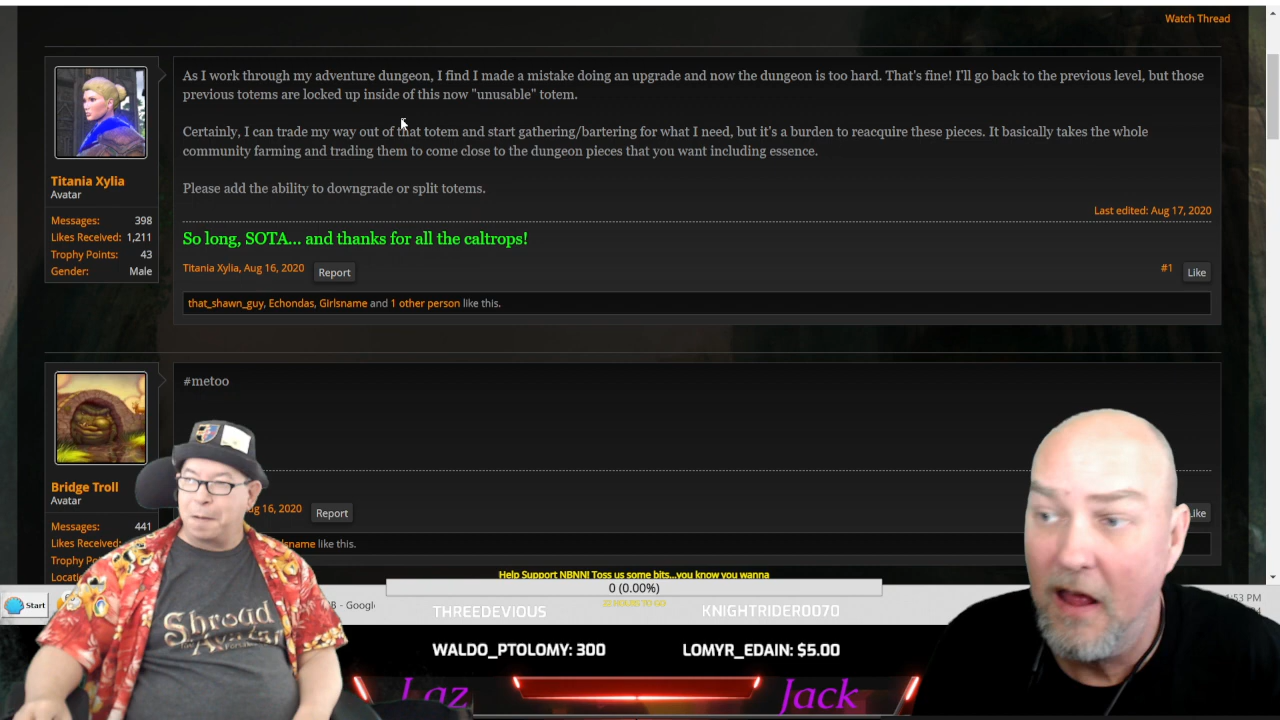 Watch Thread
As I work through my adventure dungeon, I find I made a mistake doing an upgrade and now the dungeon is too hard. That's fine! I'll go back to the previous level, but those
previous totems are locked up inside of this now "unusable" totem.
Certainly, I can trade my way out of that totem and start gathering/bartering for what I need, but it's a burden to reacquire these pieces. It basically takes the whole
community farming and trading them to come close to the dungeon pieces that you want including essence.
Please add the ability to downgrade or split totems.
Last edited: Aug 17, 2020
So long, SOTA... and thanks for all the caltrops!
Titania Xylia, Aug 16, 2020 Report #1 Like
that_shawn_guy, Echondas, Girlsname and 1 other person like this.
Titania Xylia
Avatar
Messages: 398
Likes Received: 1,211
Trophy Points: 43
Gender: Male
#metoo
16, 2020 Report Like
like this.
Bridge Troll
Avatar
Messages: 441
Likes Received:
Help Support NBNN! Toss us some bits...you know you wanna
0 (0.00%)
22 HOURS TO GO
Start
THREEDEVIOUS KNIGHTRIDER0070
WALDO_PTOLOMY: 300 LOMYR_EDAIN: $5.00
Laz Jack
Shroud